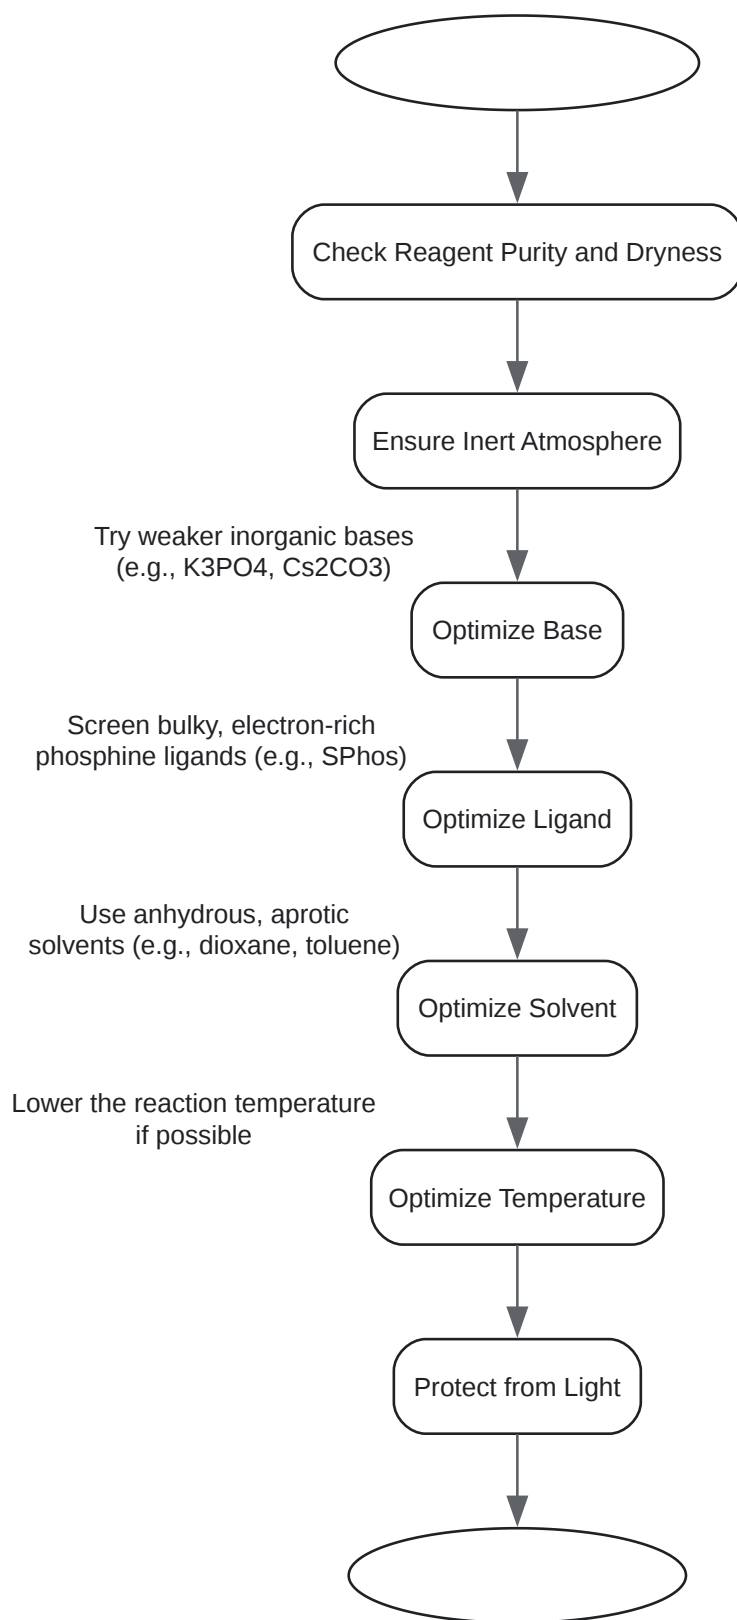 Check Reagent Purity and Dryness
Ensure Inert Atmosphere
Try weaker inorganic bases
(e.g., K3PO4, Cs2CO3)
Optimize Base
Screen bulky, electron-rich
phosphine ligands (e.g., SPhos)
Optimize Ligand
Use anhydrous, aprotic
solvents (e.g., dioxane, toluene)
Optimize Solvent
Lower the reaction temperature
if possible
Optimize Temperature
Protect from Light